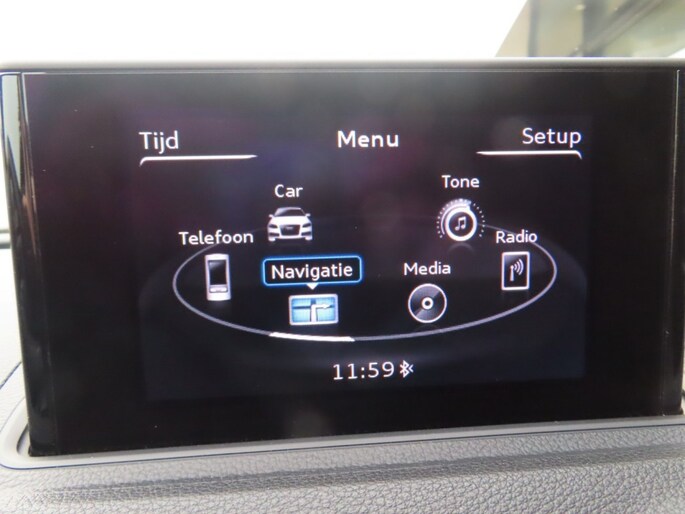 Tijd Menu Setup
Car Tone
Telefoon Radio
Navigatie Media
11:59